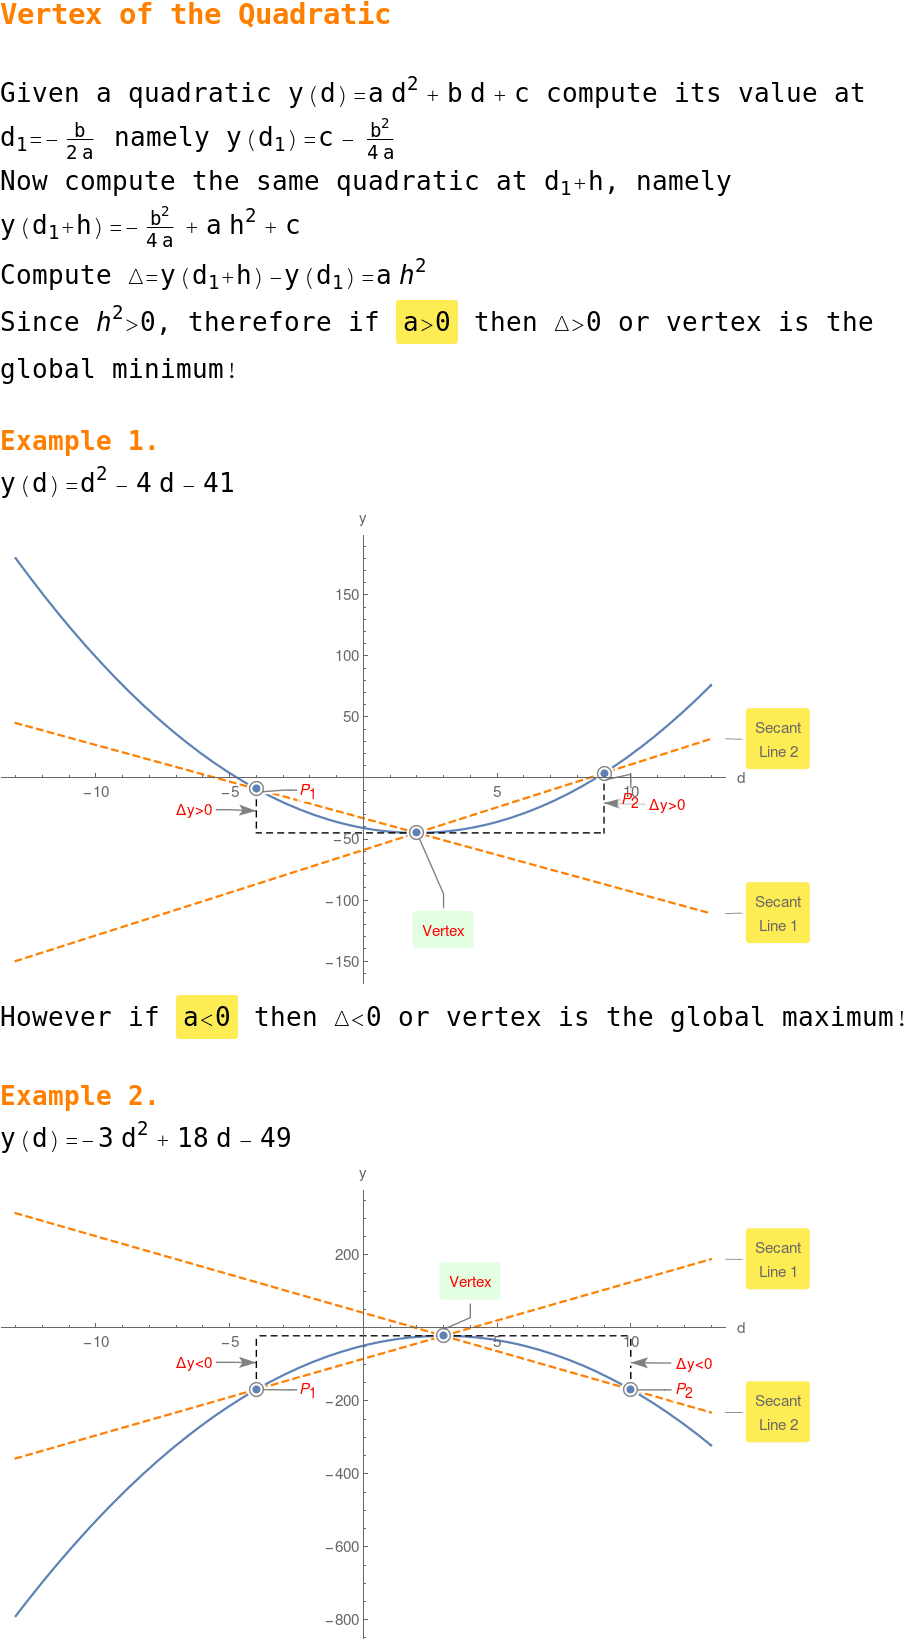 Vertex of the Quadratic
Given a quadratic y(d)=a d² + b d + c compute its value at
d₁=- b/(2 a) namely y(d₁)=c - b²/(4 a)
Now compute the same quadratic at d₁+h, namely
y(d₁+h)=- b²/(4 a) + a h² + c
Compute Δ=y(d₁+h)-y(d₁)=a h²
Since h²>0, therefore if a>0 then Δ>0 or vertex is the
global minimum!
Example 1.
y(d)=d² - 4 d - 41
y
150
100
50
Secant
Line 2
d
-10
-5
5
10
P₁
P₂
Δy>0
Δy>0
-50
-100
-150
Vertex
Secant
Line 1
However if a<0 then Δ<0 or vertex is the global maximum!
Example 2.
y(d)=-3 d² + 18 d - 49
y
200
Vertex
Secant
Line 1
d
-10
-5
5
10
Δy<0
Δy<0
P₁
P₂
-200
Secant
Line 2
-400
-600
-800